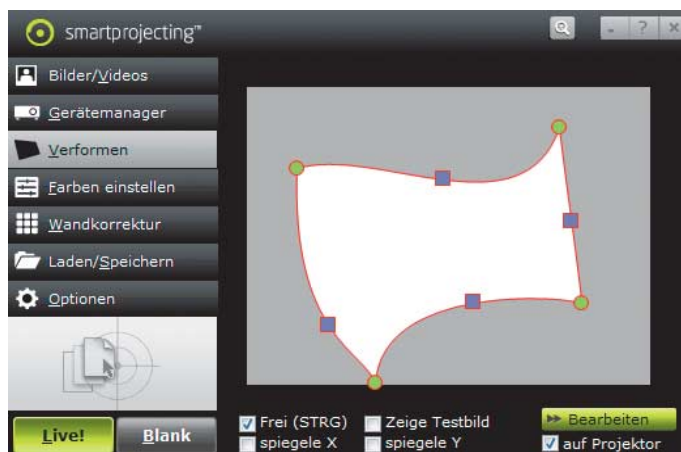 smartprojecting™
- ? ×
Bilder/Videos
Gerätemanager
Verformen
Farben einstellen
Wandkorrektur
Laden/Speichern
Optionen
Live! Blank
Frei (STRG) Zeige Testbild Bearbeiten
spiegele X spiegele Y auf Projektor